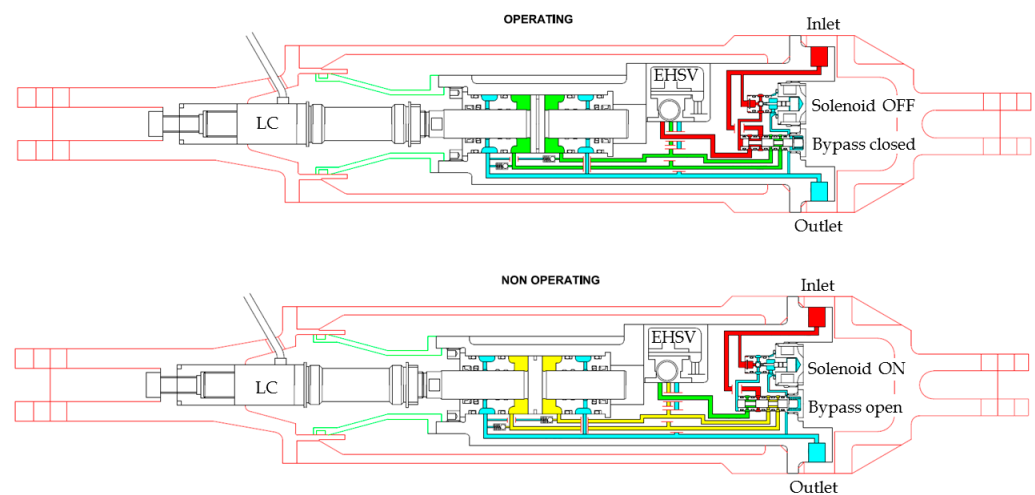 OPERATING
Inlet
EHSV
Solenoid OFF
LC
Bypass closed
Outlet
NON OPERATING
Inlet
EHSV
Solenoid ON
LC
Bypass open
Outlet